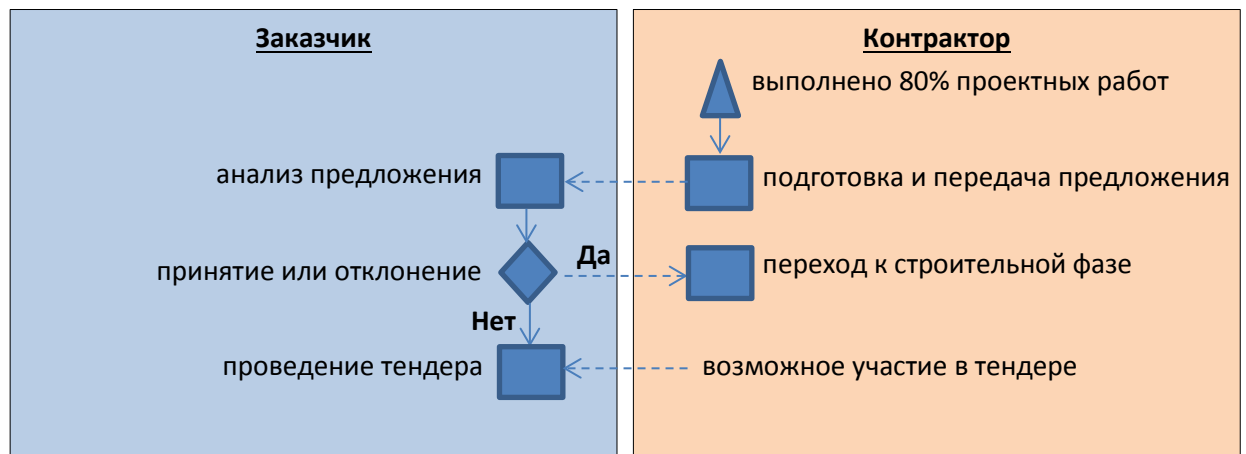 Заказчик
Контрактор
выполнено 80% проектных работ
анализ предложения
подготовка и передача предложения
принятие или отклонение
Да
переход к строительной фазе
Нет
проведение тендера
возможное участие в тендере